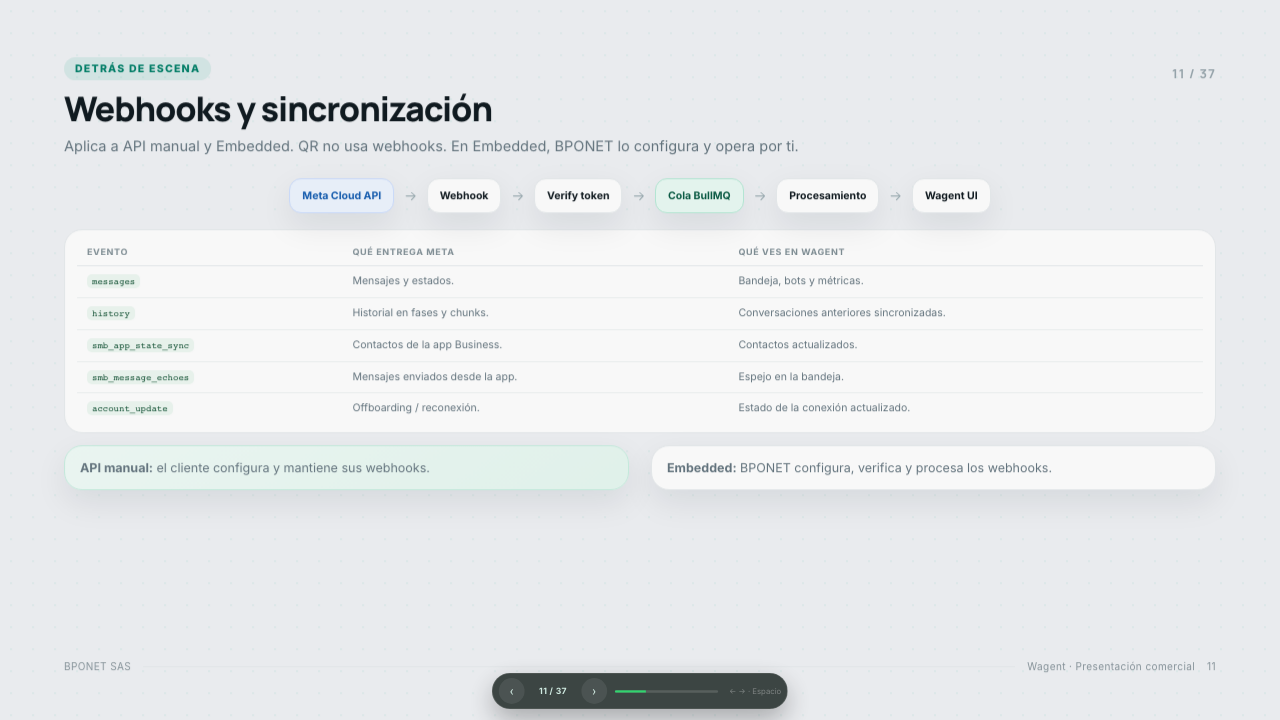 DETRÁS DE ESCENA
11 / 37
Webhooks y sincronización
Aplica a API manual y Embedded. QR no usa webhooks. En Embedded, BPONET lo configura y opera por ti.
Meta Cloud API → Webhook → Verify token → Cola BullMQ → Procesamiento → Wagent UI
EVENTO QUÉ ENTREGA META QUÉ VES EN WAGENT
messages Mensajes y estados. Bandeja, bots y métricas.
history Historial en fases y chunks. Conversaciones anteriores sincronizadas.
smb_app_state_sync Contactos de la app Business. Contactos actualizados.
smb_message_echoes Mensajes enviados desde la app. Espejo en la bandeja.
account_update Offboarding / reconexión. Estado de la conexión actualizado.
API manual: el cliente configura y mantiene sus webhooks.
Embedded: BPONET configura, verifica y procesa los webhooks.
BPONET SAS
Wagent · Presentación comercial 11
‹ 11 / 37 › ← → · Espacio